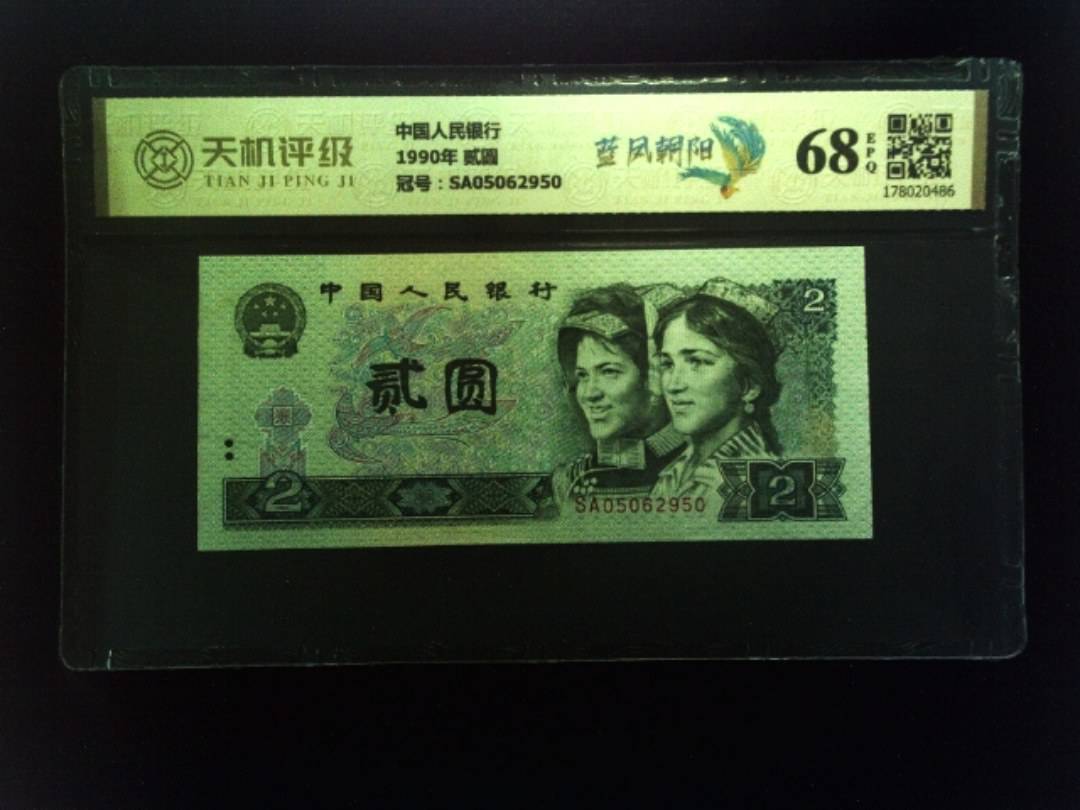 天机评级
TIAN JI PING JI
中国人民银行
1990年 贰圆
冠号：SA05062950
蓝凤朝阳
68
EPQ
178020486
中国人民银行
2
贰圆
2
SA05062950
2